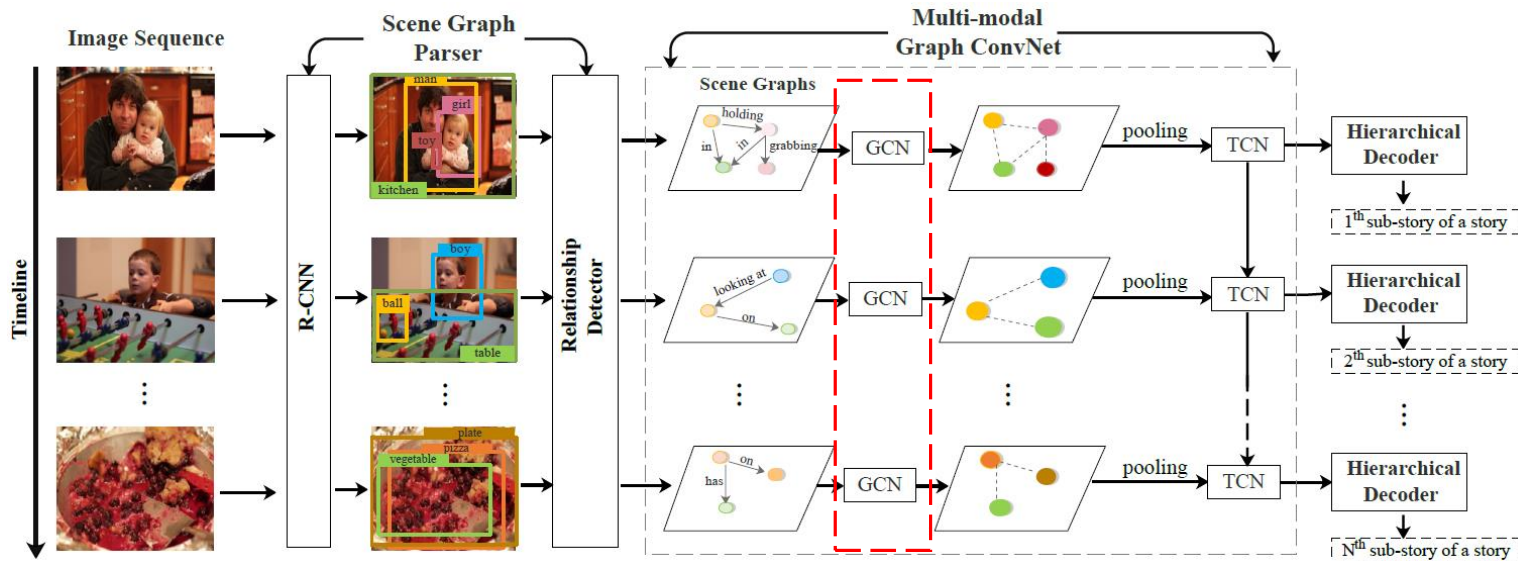 Image Sequence
Scene Graph
Parser
Multi-modal
Graph ConvNet
Timeline
R-CNN
Relationship
Detector
man
girl
toy
kitchen
boy
ball
table
plate
pizza
vegetable
Scene Graphs
holding
in
in
grabbing
GCN
pooling
TCN
Hierarchical
Decoder
1th sub-story of a story
looking at
on
GCN
pooling
TCN
Hierarchical
Decoder
2th sub-story of a story
on
has
GCN
pooling
TCN
Hierarchical
Decoder
Nth sub-story of a story